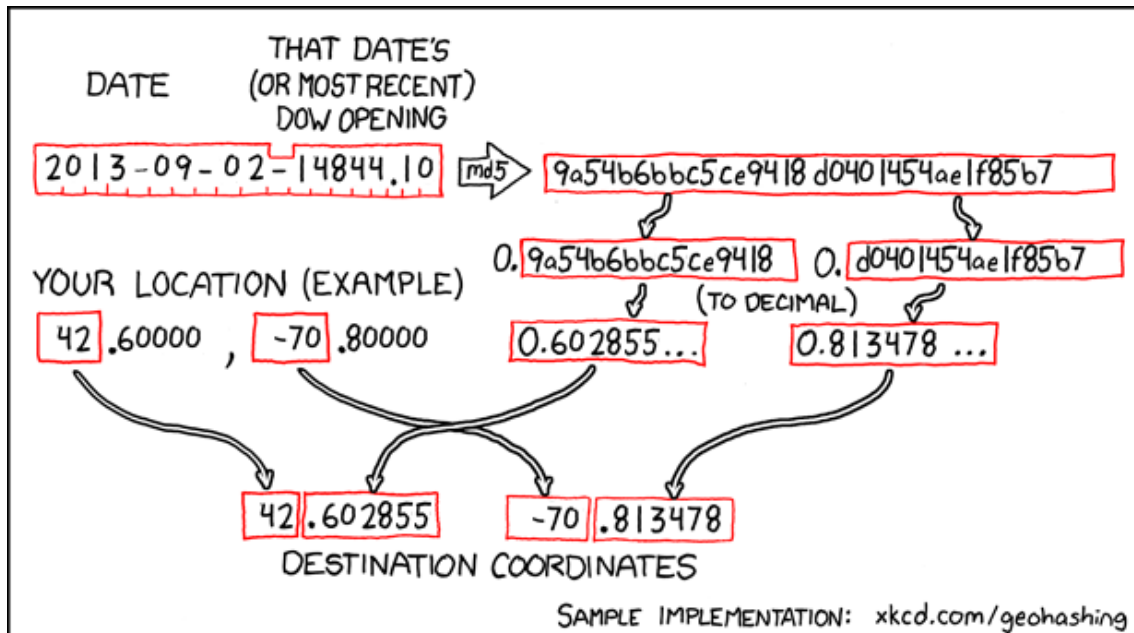 DATE
THAT DATE'S
(OR MOST RECENT)
DOW OPENING
2013-09-02-14844.10
md5
9a54b6bbc5ce9418d0401454ae1f85b7
0.9a54b6bbc5ce9418
0.d0401454ae1f85b7
YOUR LOCATION (EXAMPLE)
(TO DECIMAL)
42.60000, -70.80000
0.602855...
0.813478...
42.602855
-70.813478
DESTINATION COORDINATES
SAMPLE IMPLEMENTATION: xkcd.com/geohashing